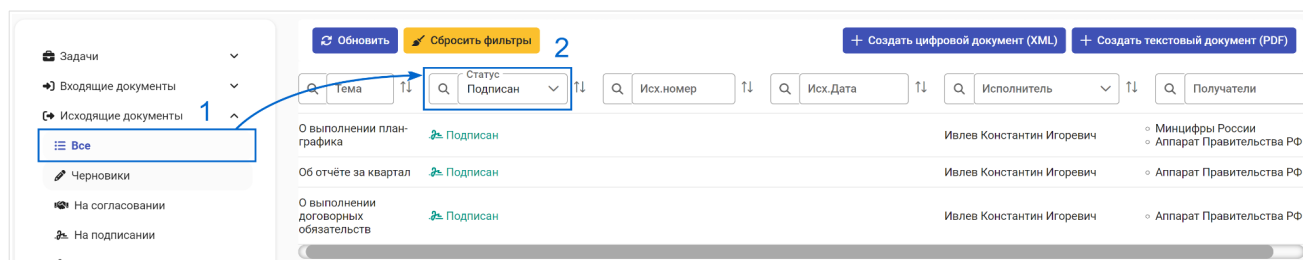 Задачи
Входящие документы
Исходящие документы
1
Все
Черновики
На согласовании
На подписании
Обновить
Сбросить фильтры
2
+ Создать цифровой документ (XML)
+ Создать текстовый документ (PDF)
Тема
Статус
Подписан
Исх.номер
Исх.Дата
Исполнитель
Получатели
О выполнении план-
графика
Подписан
Ивлев Константин Игоревич
Минцифры России
Аппарат Правительства РФ
Об отчёте за квартал
Подписан
Ивлев Константин Игоревич
Аппарат Правительства РФ
О выполнении
договорных
обязательств
Подписан
Ивлев Константин Игоревич
Аппарат Правительства РФ